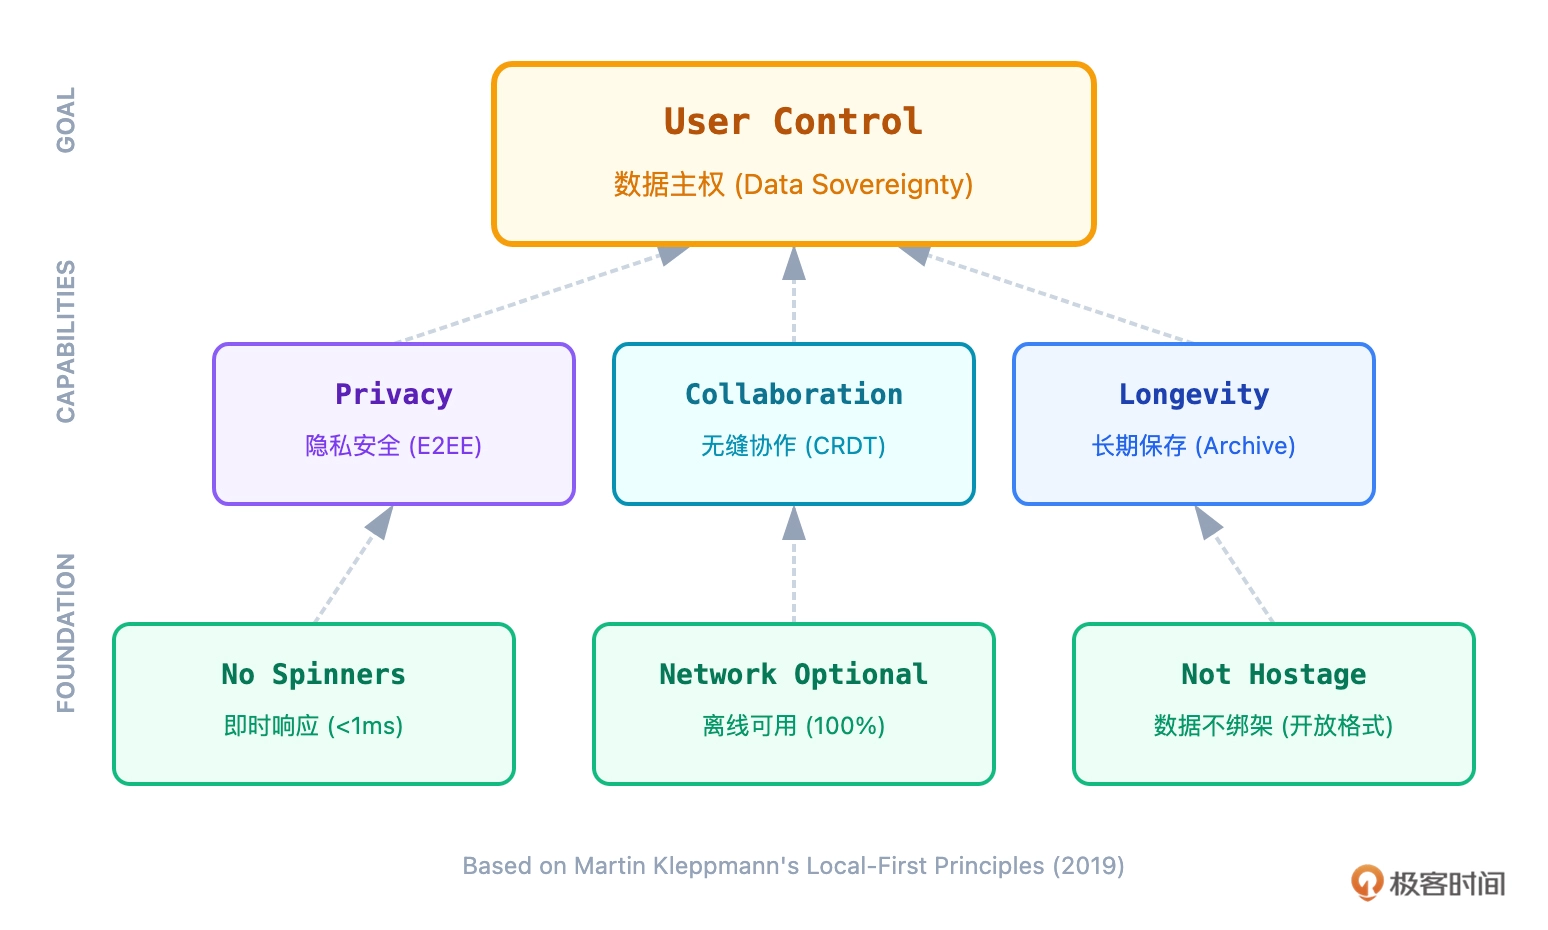 GOAL
User Control
数据主权 (Data Sovereignty)
CAPABILITIES
Privacy
隐私安全 (E2EE)
Collaboration
无缝协作 (CRDT)
Longevity
长期保存 (Archive)
FOUNDATION
No Spinners
即时响应 (<1ms)
Network Optional
离线可用 (100%)
Not Hostage
数据不绑架 (开放格式)
Based on Martin Kleppmann's Local-First Principles (2019)
极客时间